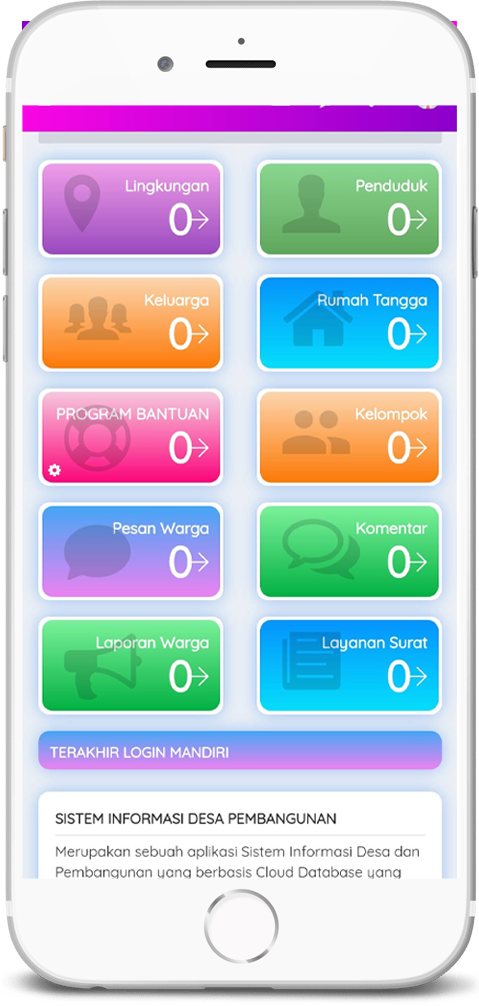 Lingkungan
0
Penduduk
0
Keluarga
0
Rumah Tangga
0
PROGRAM BANTUAN
0
Kelompok
0
Pesan Warga
0
Komentar
0
Laporan Warga
0
Layanan Surat
0
TERAKHIR LOGIN MANDIRI
SISTEM INFORMASI DESA PEMBANGUNAN
Merupakan sebuah aplikasi Sistem Informasi Desa dan
Pembangunan yang berbasis Cloud Database yang